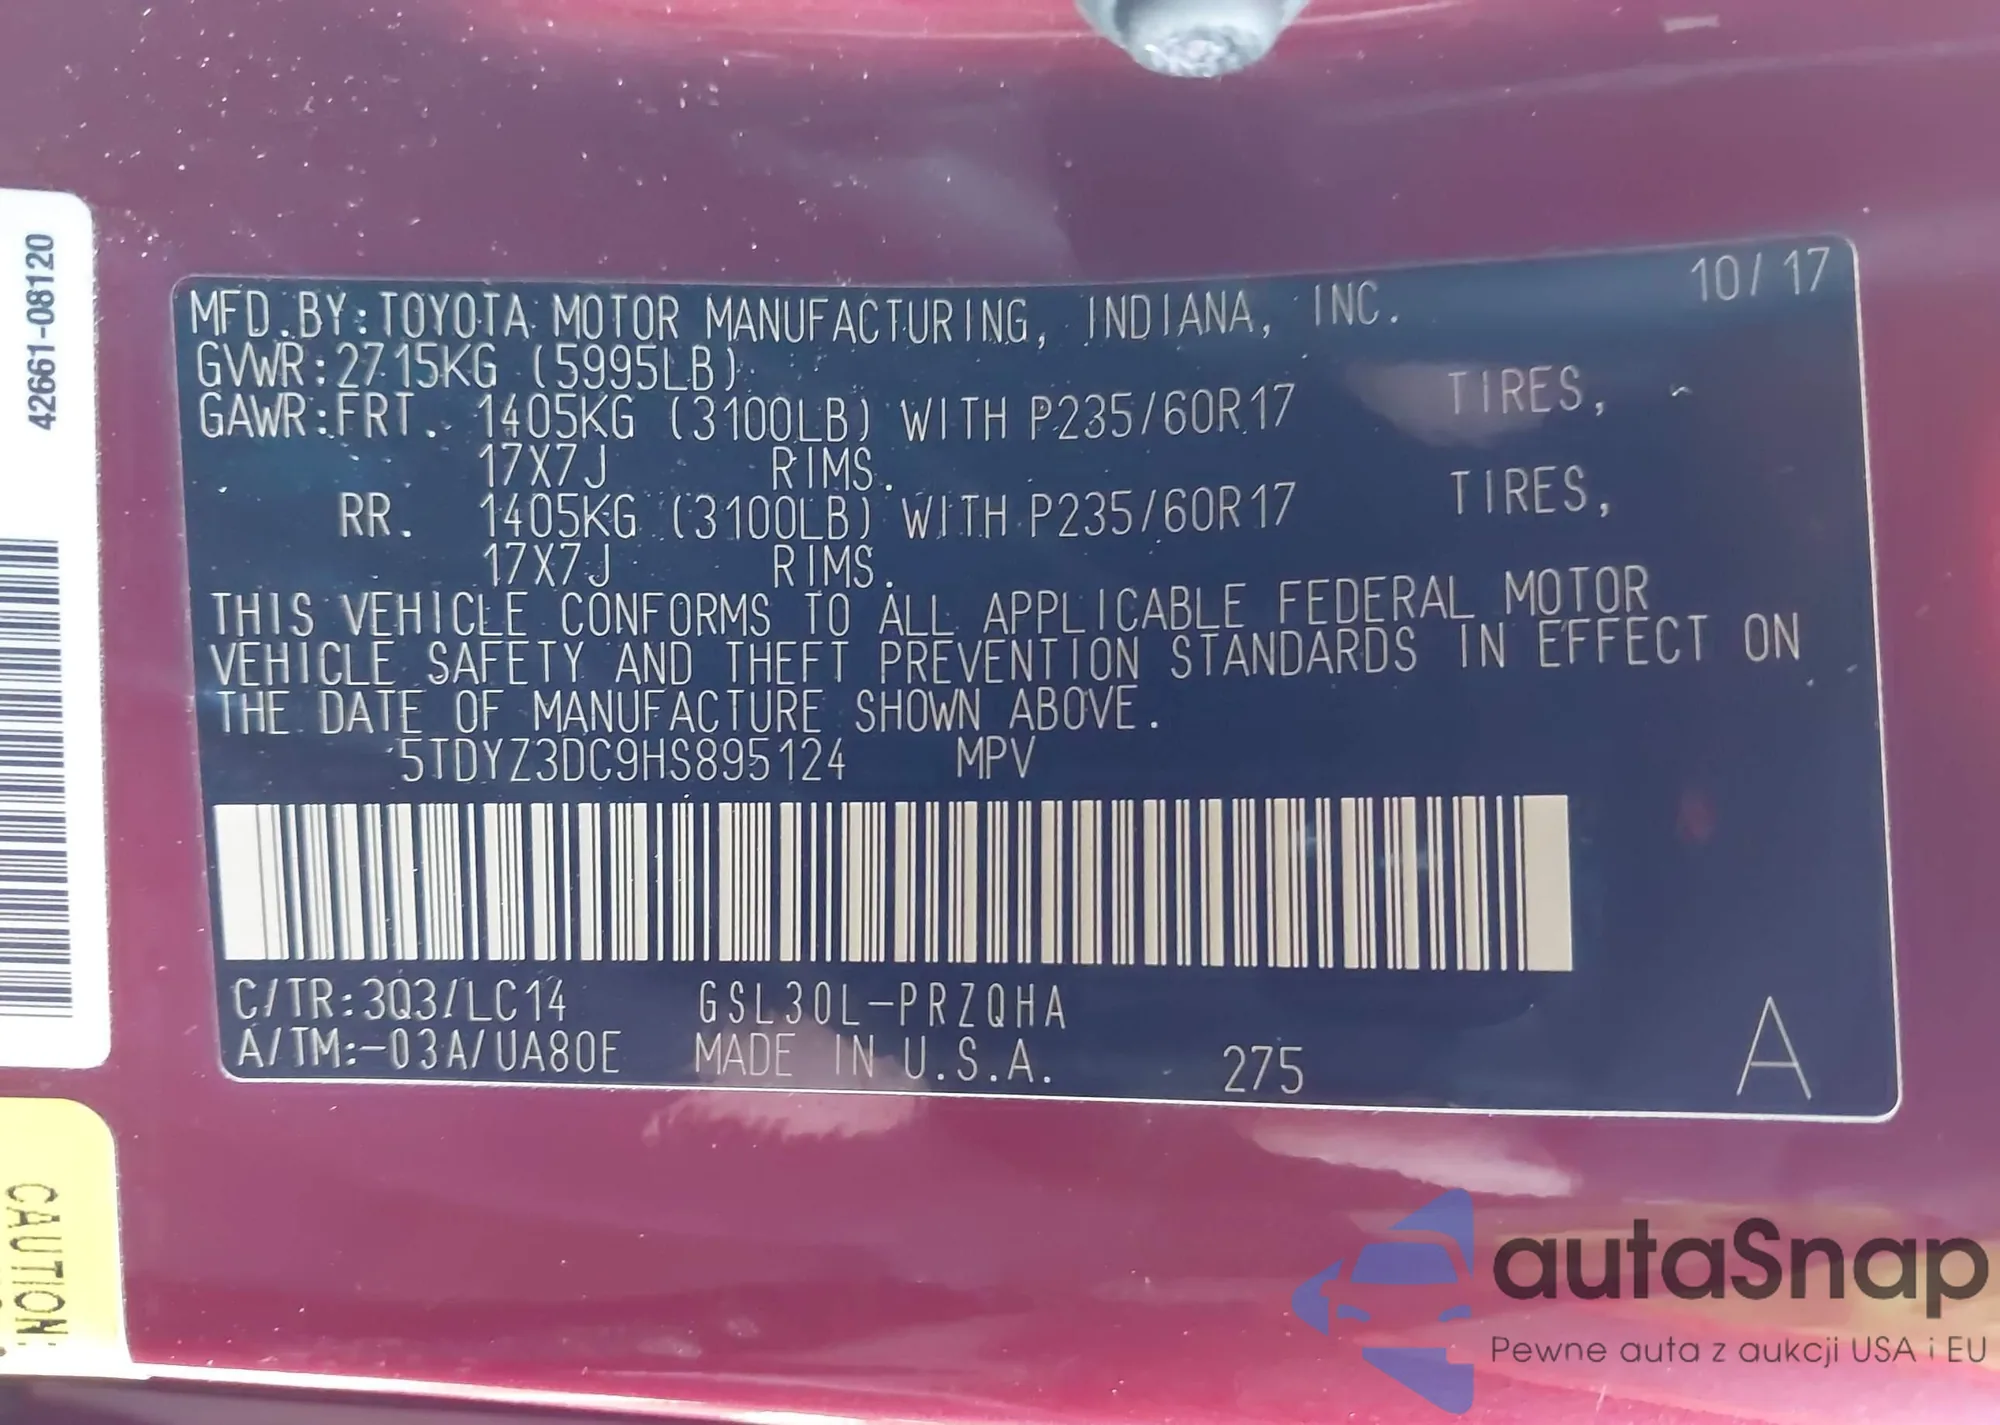 42661-08120
10/17
MFD.BY:TOYOTA MOTOR MANUFACTURING, INDIANA, INC.
GVWR:2715KG (5995LB)
GAWR:FRT. 1405KG (3100LB) WITH P235/60R17 TIRES,
17X7J RIMS.
RR. 1405KG (3100LB) WITH P235/60R17 TIRES,
17X7J RIMS.
THIS VEHICLE CONFORMS TO ALL APPLICABLE FEDERAL MOTOR
VEHICLE SAFETY AND THEFT PREVENTION STANDARDS IN EFFECT ON
THE DATE OF MANUFACTURE SHOWN ABOVE.
5TDYZ3DC9HS895124 MPV
C/TR:3Q3/LC14 GSL30L-PRZQHA
A/TM:-03A/UA80E MADE IN U.S.A. 275 A
CAUTION:
autaSnap
Pewne auta z aukcji USA i EU